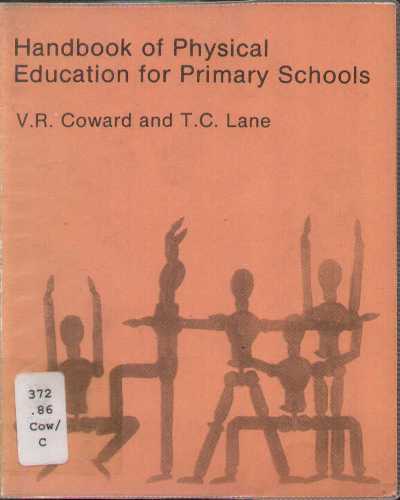 Handbook of Physical
Education for Primary Schools
V.R. Coward and T.C. Lane
372
.86
Cow/
C